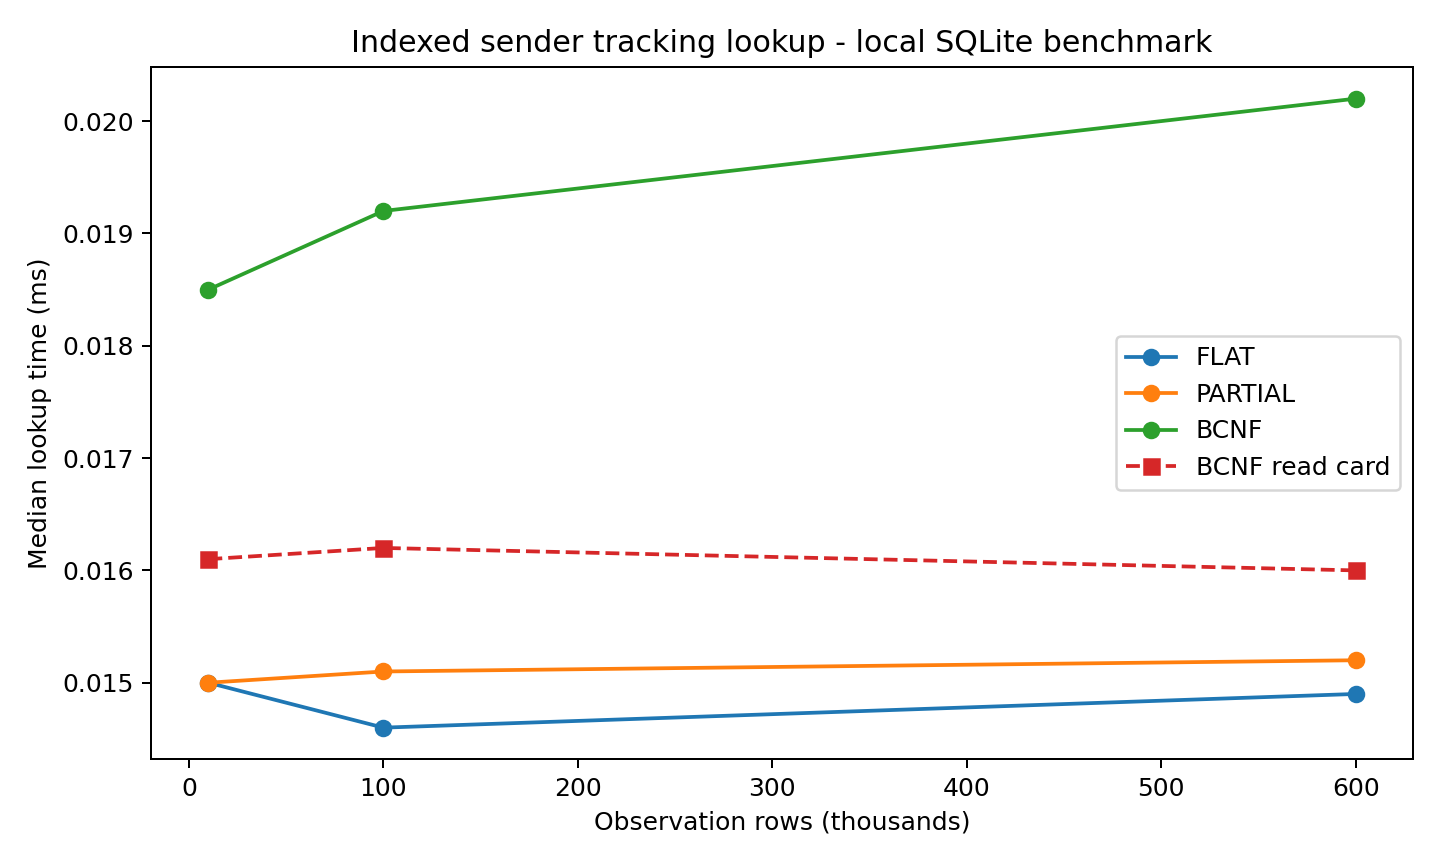 Indexed sender tracking lookup - local SQLite benchmark
Median lookup time (ms)
0.020
0.019
0.018
0.017
0.016
0.015
FLAT
PARTIAL
BCNF
BCNF read card
0
100
200
300
400
500
600
Observation rows (thousands)